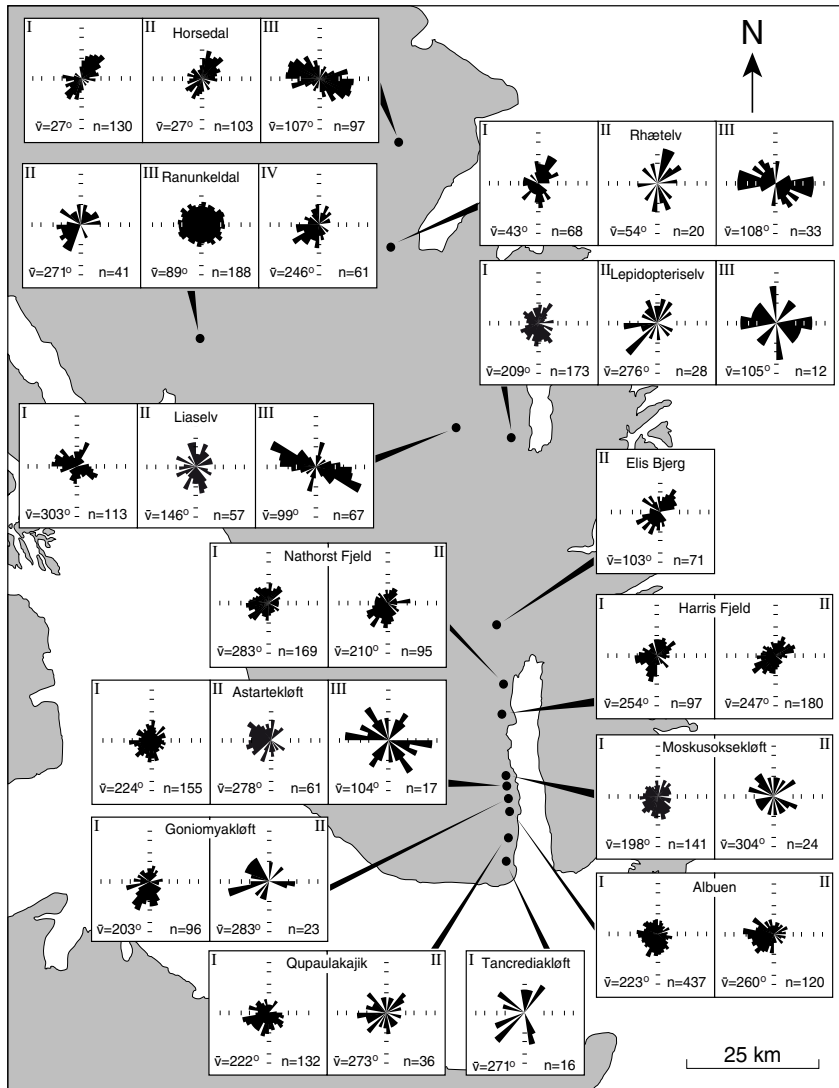 I II III
Horsedal
v̄=27° n=130 v̄=27° n=103 v̄=107° n=97
N
I II III
Rhætelv
v̄=43° n=68 v̄=54° n=20 v̄=108° n=33
II III IV
Ranunkeldal
v̄=271° n=41 v̄=89° n=188 v̄=246° n=61
I II III
Lepidopteriselv
v̄=209° n=173 v̄=276° n=28 v̄=105° n=12
I II III
Liaselv
v̄=303° n=113 v̄=146° n=57 v̄=99° n=67
II
Elis Bjerg
v̄=103° n=71
I II
Nathorst Fjeld
v̄=283° n=169 v̄=210° n=95
I II
Harris Fjeld
v̄=254° n=97 v̄=247° n=180
I II III
Astartekløft
v̄=224° n=155 v̄=278° n=61 v̄=104° n=17
I II
Moskusoksekløft
v̄=198° n=141 v̄=304° n=24
I II
Goniomyakløft
v̄=203° n=96 v̄=283° n=23
I II
Albuen
v̄=223° n=437 v̄=260° n=120
I II
Qupaulakajik
v̄=222° n=132 v̄=273° n=36
I
Tancrediakløft
v̄=271° n=16
25 km